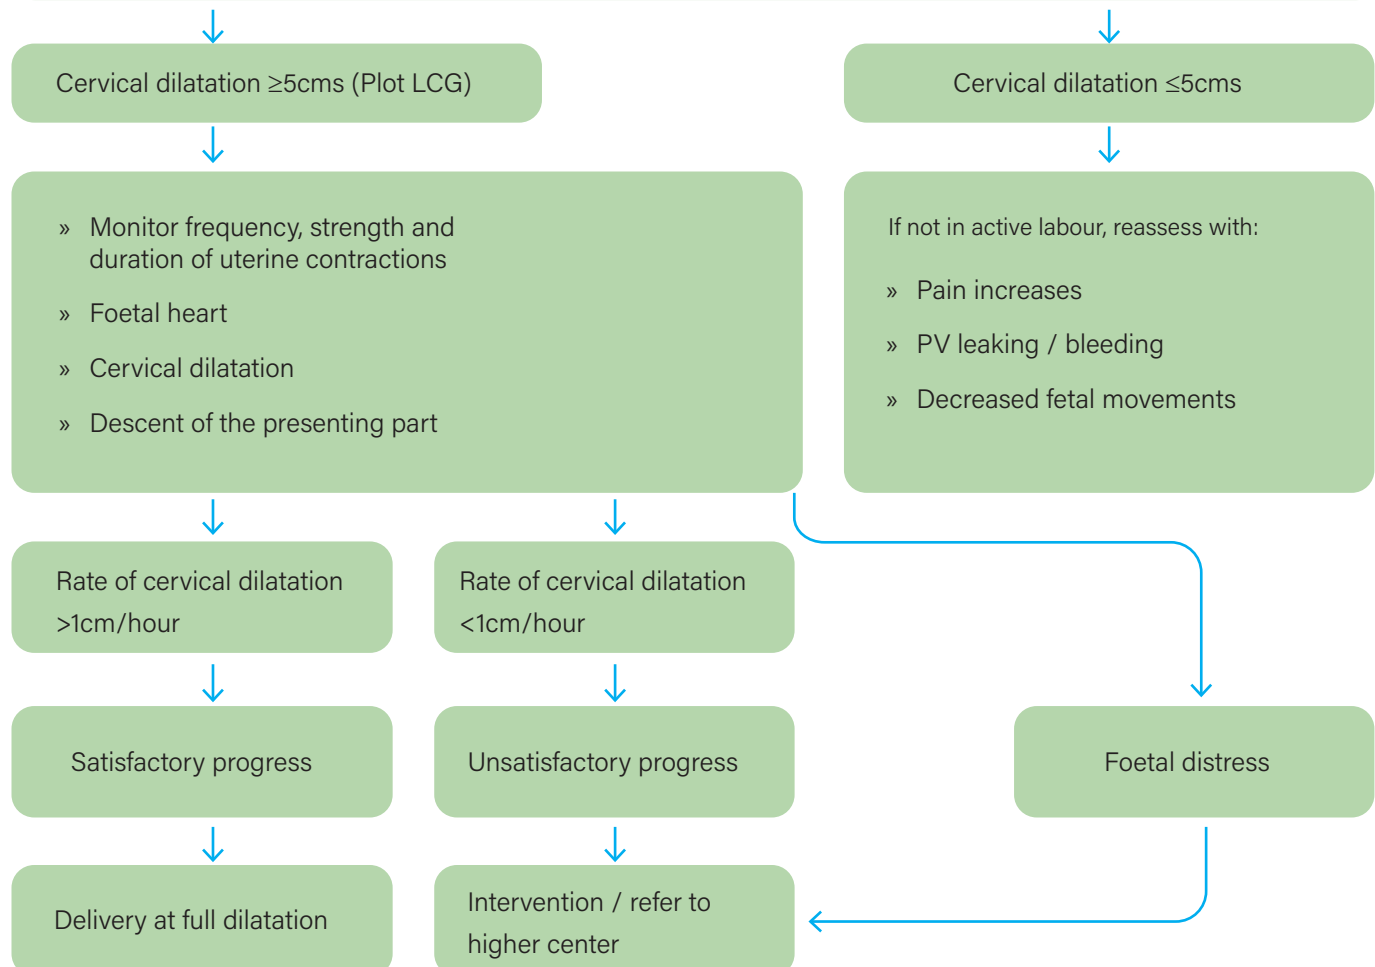 Cervical dilatation ≥5cms (Plot LCG)
Cervical dilatation ≤5cms
» Monitor frequency, strength and
duration of uterine contractions
» Foetal heart
» Cervical dilatation
» Descent of the presenting part
If not in active labour, reassess with:
» Pain increases
» PV leaking / bleeding
» Decreased fetal movements
Rate of cervical dilatation
>1cm/hour
Rate of cervical dilatation
<1cm/hour
Satisfactory progress
Unsatisfactory progress
Foetal distress
Delivery at full dilatation
Intervention / refer to
higher center